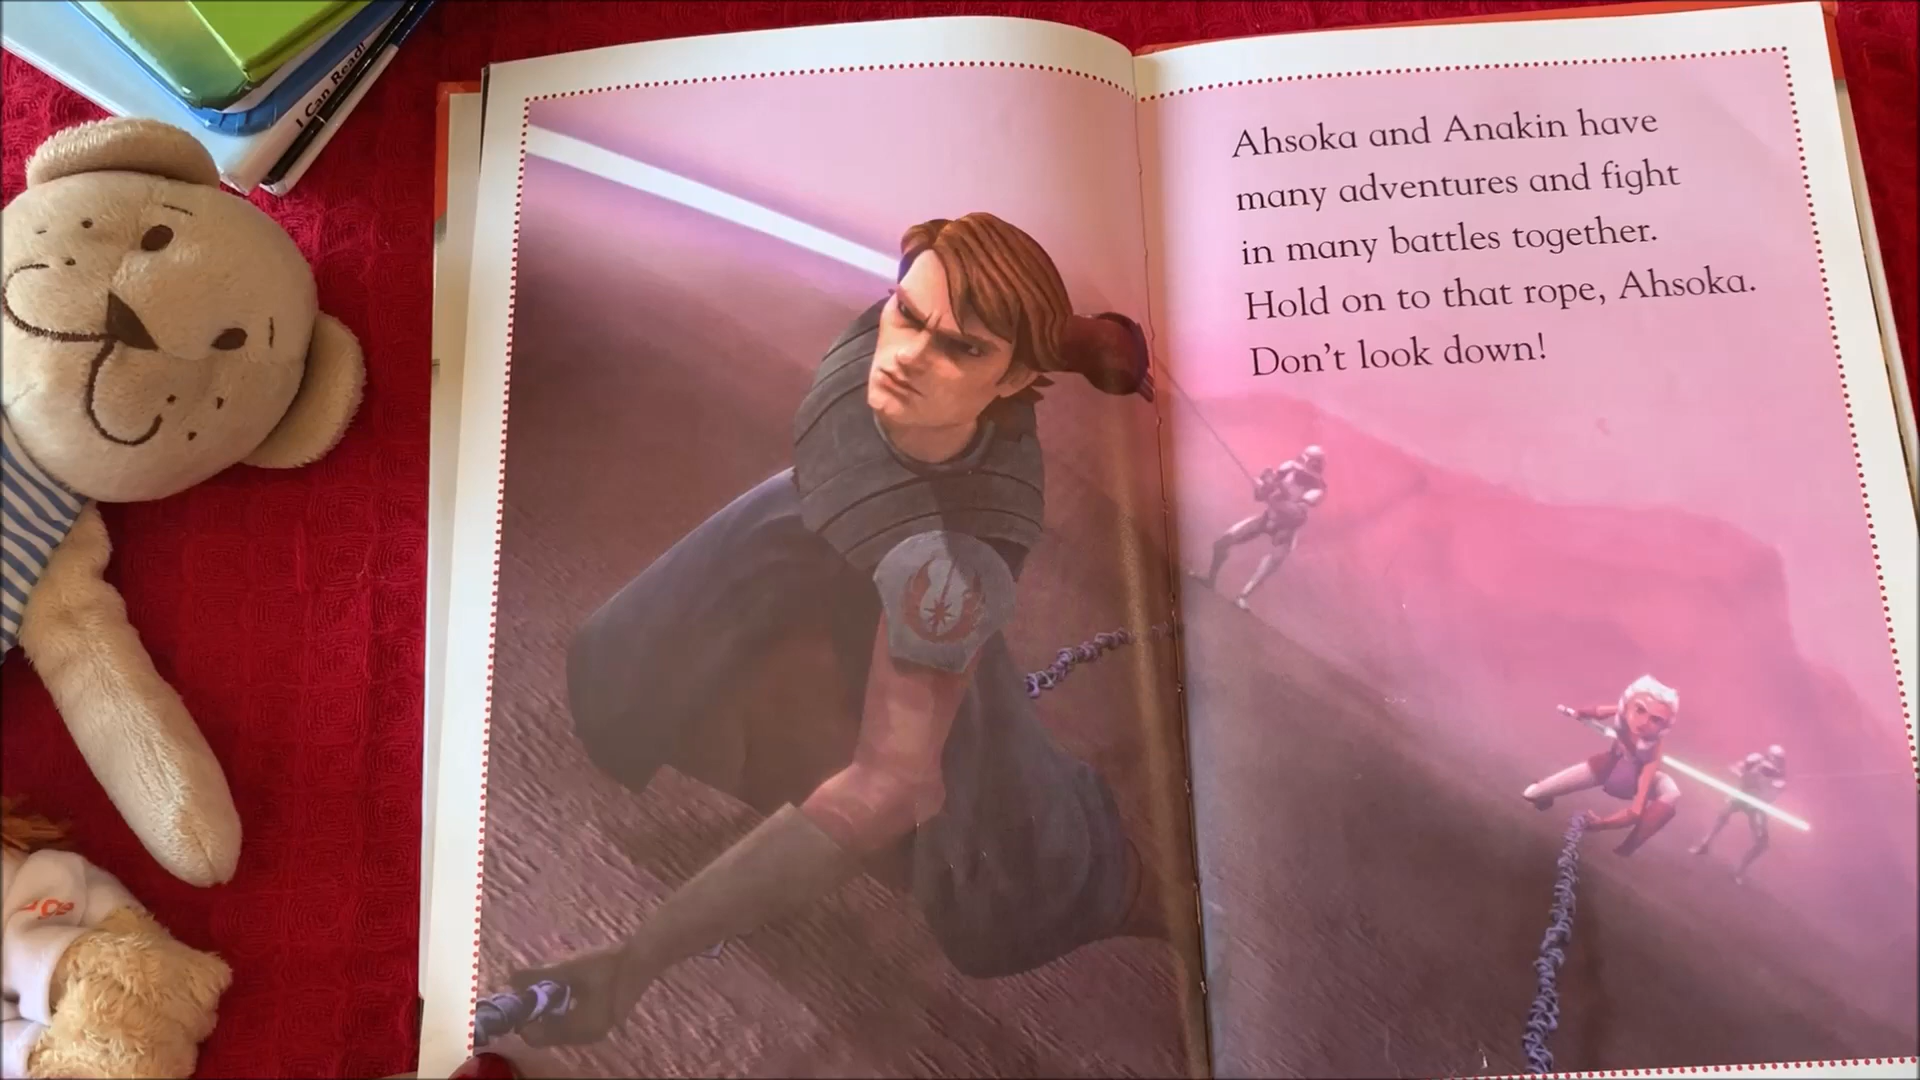 I Can Read!
Ahsoka and Anakin have
many adventures and fight
in many battles together.
Hold on to that rope, Ahsoka.
Don't look down!